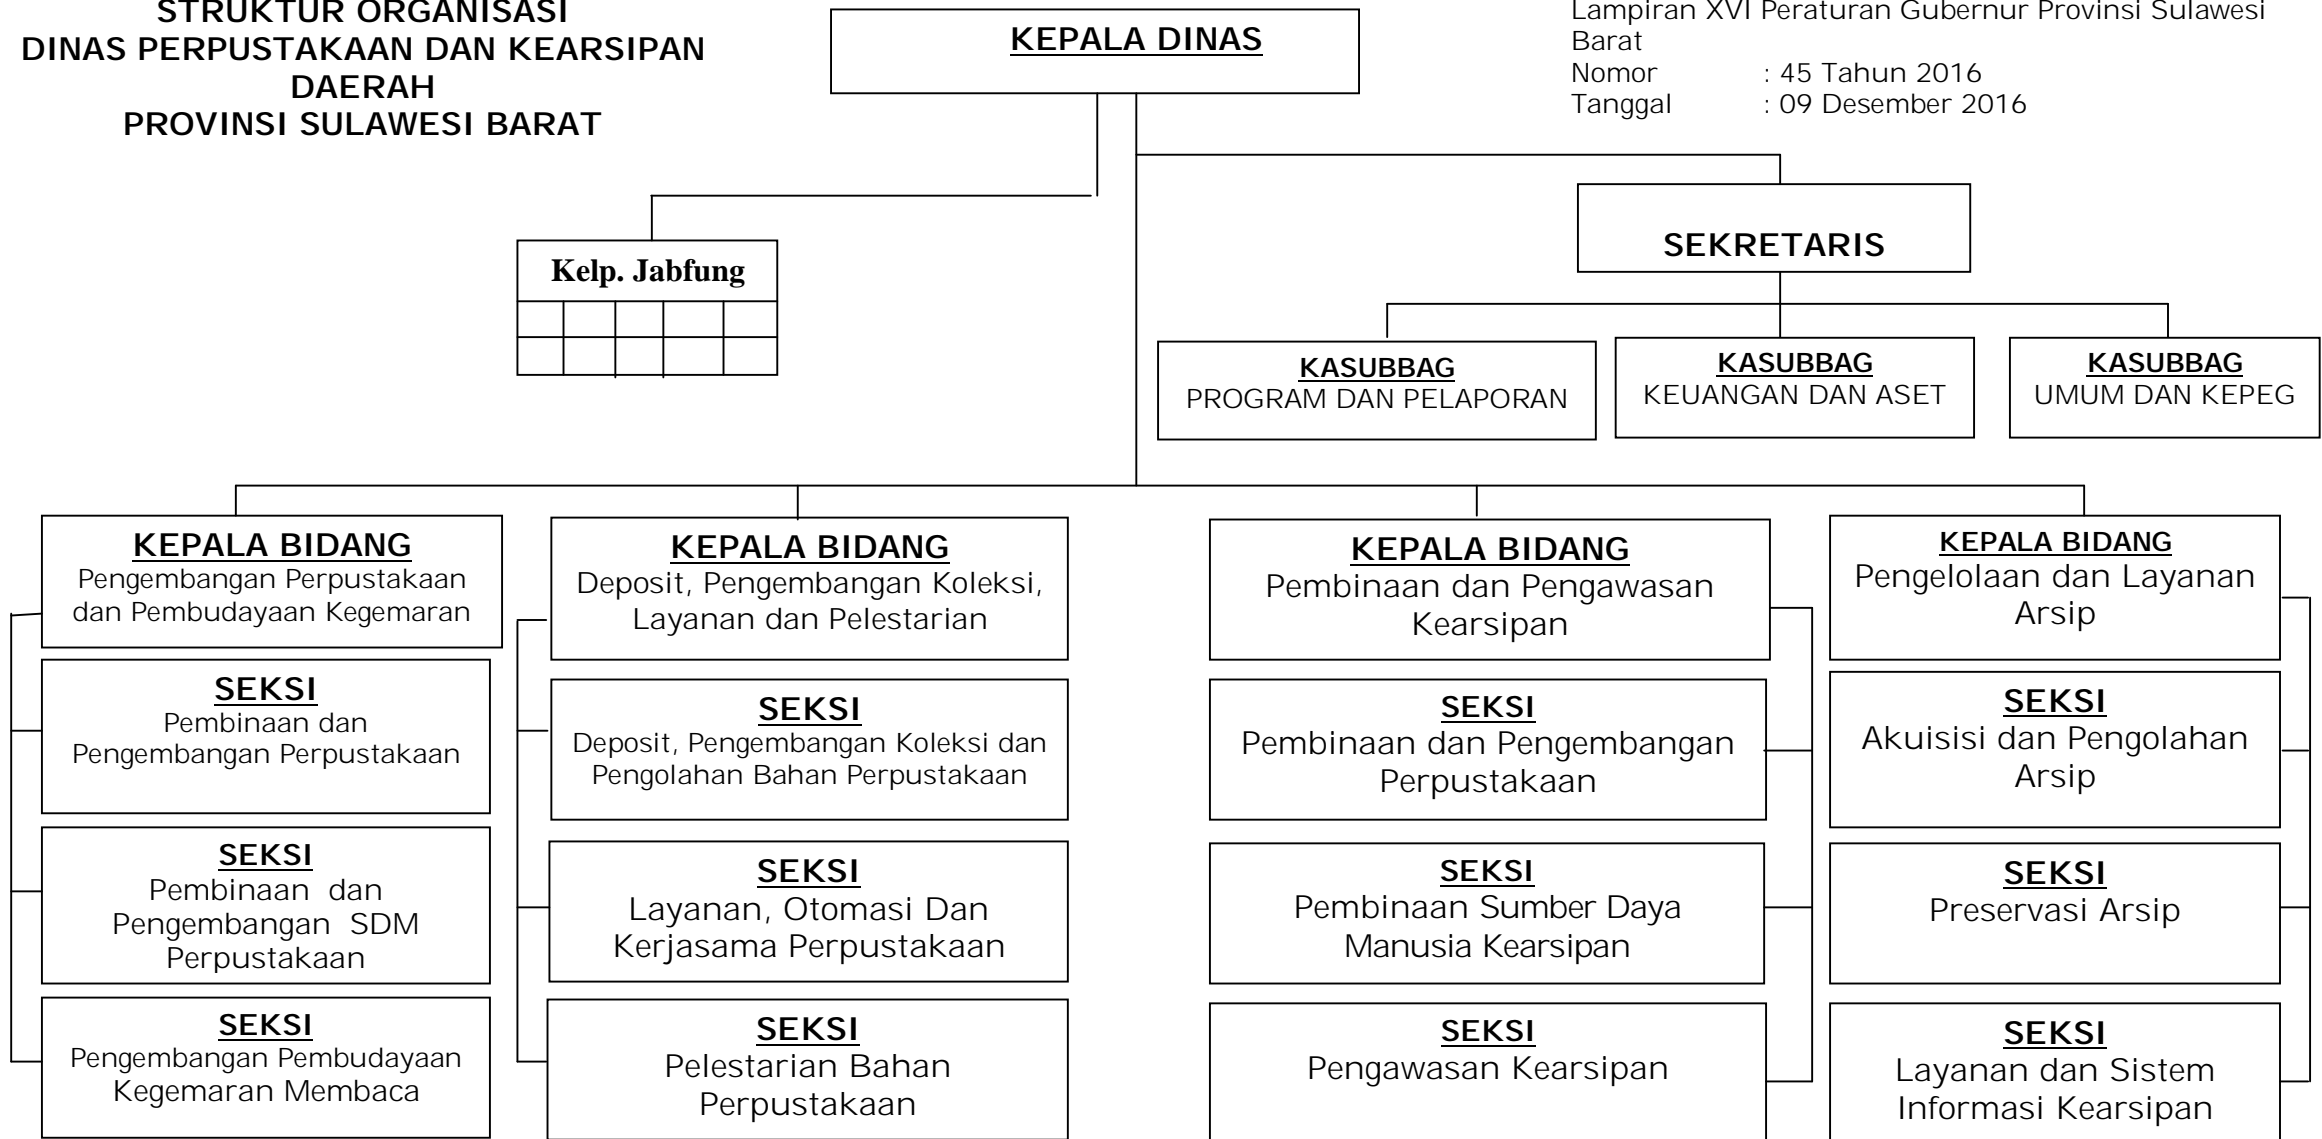 STRUKTUR ORGANISASI
DINAS PERPUSTAKAAN DAN KEARSIPAN
DAERAH
PROVINSI SULAWESI BARAT
KEPALA DINAS
Lampiran XVI Peraturan Gubernur Provinsi Sulawesi
Barat
Nomor : 45 Tahun 2016
Tanggal : 09 Desember 2016
SEKRETARIS
Kelp. Jabfung
KASUBBAG
PROGRAM DAN PELAPORAN
KASUBBAG
KEUANGAN DAN ASET
KASUBBAG
UMUM DAN KEPEG
KEPALA BIDANG
Pengembangan Perpustakaan
dan Pembudayaan Kegemaran
SEKSI
Pembinaan dan
Pengembangan Perpustakaan
SEKSI
Pembinaan dan
Pengembangan SDM
Perpustakaan
SEKSI
Pengembangan Pembudayaan
Kegemaran Membaca
KEPALA BIDANG
Deposit, Pengembangan Koleksi,
Layanan dan Pelestarian
SEKSI
Deposit, Pengembangan Koleksi dan
Pengolahan Bahan Perpustakaan
SEKSI
Layanan, Otomasi Dan
Kerjasama Perpustakaan
SEKSI
Pelestarian Bahan
Perpustakaan
KEPALA BIDANG
Pembinaan dan Pengawasan
Kearsipan
SEKSI
Pembinaan dan Pengembangan
Perpustakaan
SEKSI
Pembinaan Sumber Daya
Manusia Kearsipan
SEKSI
Pengawasan Kearsipan
KEPALA BIDANG
Pengelolaan dan Layanan
Arsip
SEKSI
Akuisisi dan Pengolahan
Arsip
SEKSI
Preservasi Arsip
SEKSI
Layanan dan Sistem
Informasi Kearsipan